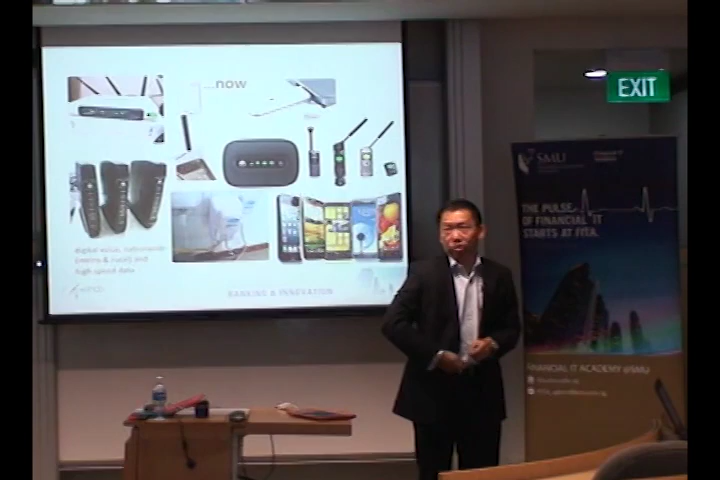 ...now
digital voice, nationwide
(metro & rural) and
high speed data
BANKING & INNOVATION
EXIT
SMU
THE PULSE
OF FINANCIAL IT
STARTS AT FITA.
FINANCIAL IT ACADEMY @SMU